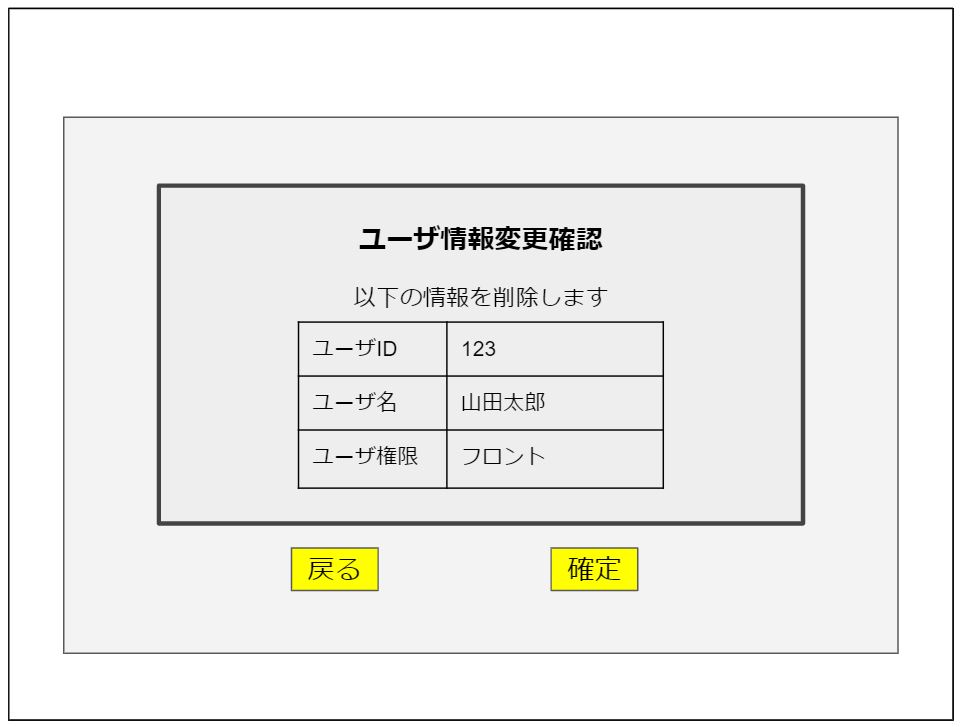 ユーザ情報変更確認
以下の情報を削除します
ユーザID 123
ユーザ名 山田太郎
ユーザ権限 フロント
戻る 確定